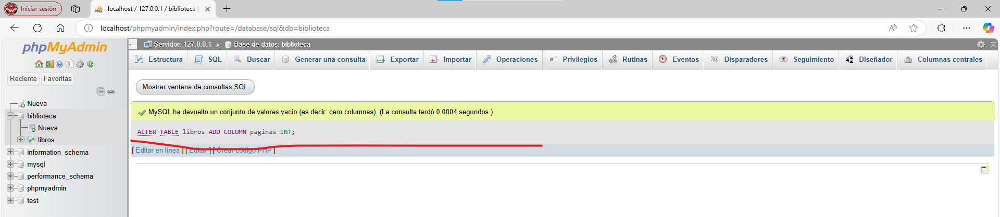 Iniciar sesión
localhost / 127.0.0.1 / biblioteca |
localhost/phpmyadmin/index.php?route=/database/sql&db=biblioteca
phpMyAdmin
Reciente Favoritas
Nueva
biblioteca
Nueva
libros
information_schema
mysql
performance_schema
phpmyadmin
test
Servidor: 127.0.0.1 » Base de datos: biblioteca
Estructura SQL Buscar Generar una consulta Exportar Importar Operaciones Privilegios Rutinas Eventos Disparadores Seguimiento Diseñador Columnas centrales
Mostrar ventana de consultas SQL
MySQL ha devuelto un conjunto de valores vacío (es decir: cero columnas). (La consulta tardó 0,0004 segundos.)
ALTER TABLE libros ADD COLUMN paginas INT;
[ Editar en línea ] [ Editar ] [ Crear código PHP ]